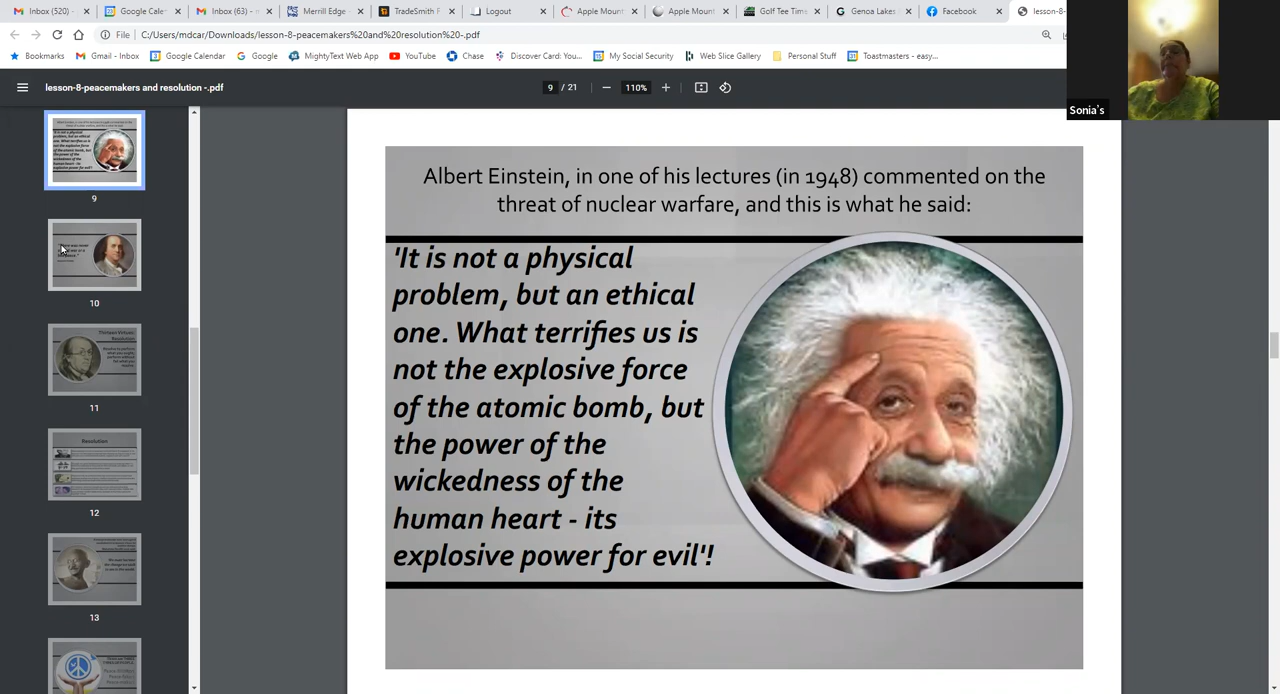 Inbox (520) -
Google Caler
Inbox (63) - n
Merrill Edge
TradeSmith F
Logout
Apple Mount
Apple Mount
Golf Tee Time
Genoa Lakes
Facebook
lesson-8-
File
C:/Users/mdcar/Downloads/lesson-8-peacemakers%20and%20resolution%20-.pdf
Bookmarks
Gmail - Inbox
Google Calendar
Google
MightyText Web App
YouTube
Chase
Discover Card: You...
My Social Security
Web Slice Gallery
Personal Stuff
Toastmasters - easy...
lesson-8-peacemakers and resolution -.pdf
9 / 21
110%
Sonia's
9
10
Thirteen Virtues:
Resolution
11
Resolution
12
13
Albert Einstein, in one of his lectures (in 1948) commented on the
threat of nuclear warfare, and this is what he said:
'It is not a physical
problem, but an ethical
one. What terrifies us is
not the explosive force
of the atomic bomb, but
the power of the
wickedness of the
human heart - its
explosive power for evil'!